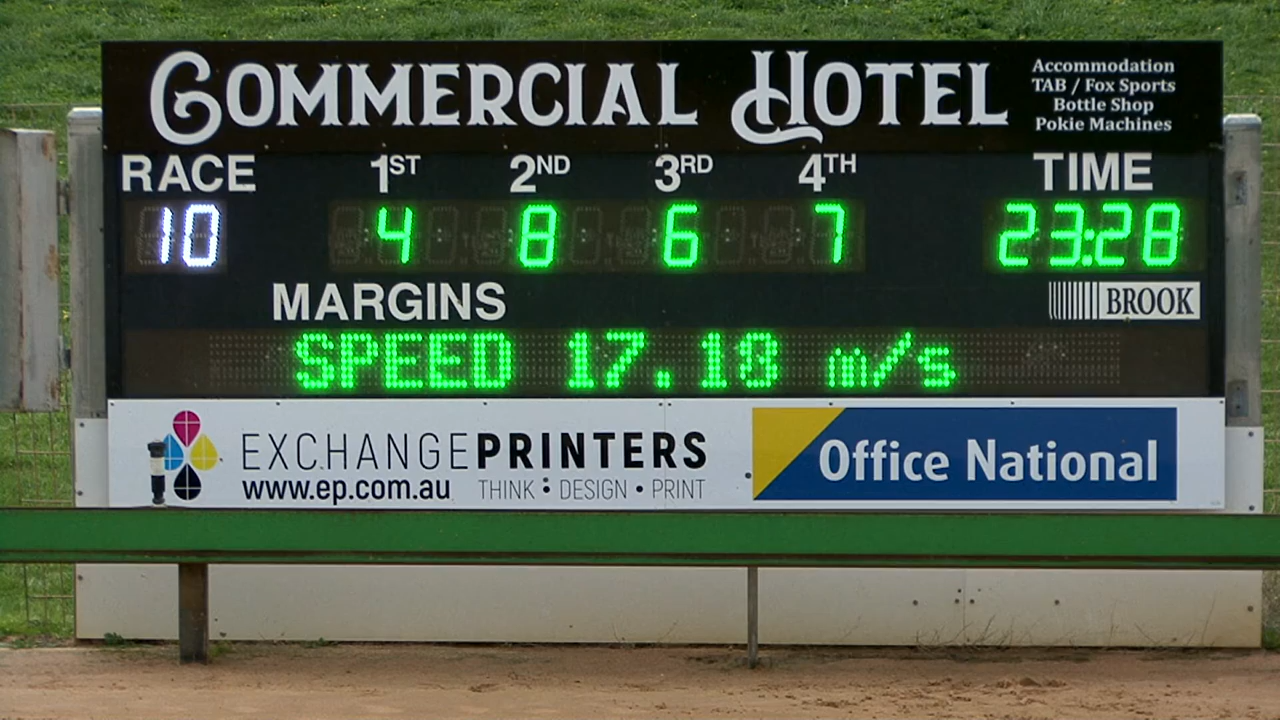 COMMERCIAL HOTEL
Accommodation
TAB / Fox Sports
Bottle Shop
Pokie Machines
RACE 1ST 2ND 3RD 4TH TIME
10 4 8 6 7 23:28
MARGINS
BROOK
SPEED 17.18 m/s
EXCHANGEPRINTERS
www.ep.com.au THINK • DESIGN • PRINT
Office National